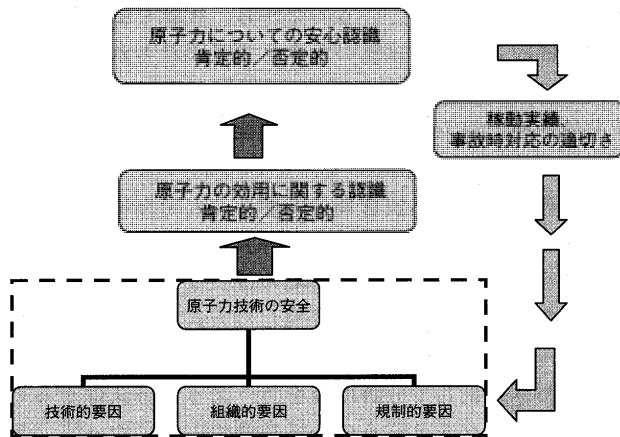 原子力についての安心認識
肯定的／否定的
稼動実績、
事故時対応の適切さ
原子力の効用に関する認識
肯定的／否定的
原子力技術の安全
技術的要因
組織的要因
規制的要因